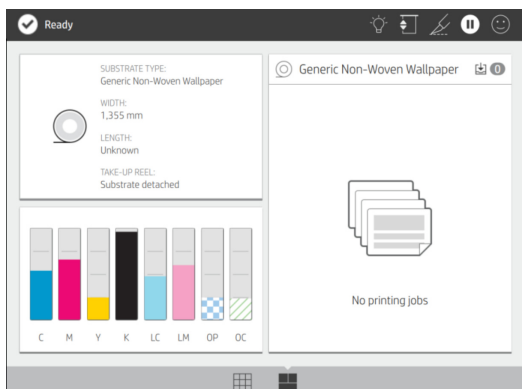 Ready
SUBSTRATE TYPE:
Generic Non-Woven Wallpaper
WIDTH:
1,355 mm
LENGTH:
Unknown
TAKE-UP REEL:
Substrate detached
C M Y K LC LM OP OC
Generic Non-Woven Wallpaper 0
No printing jobs